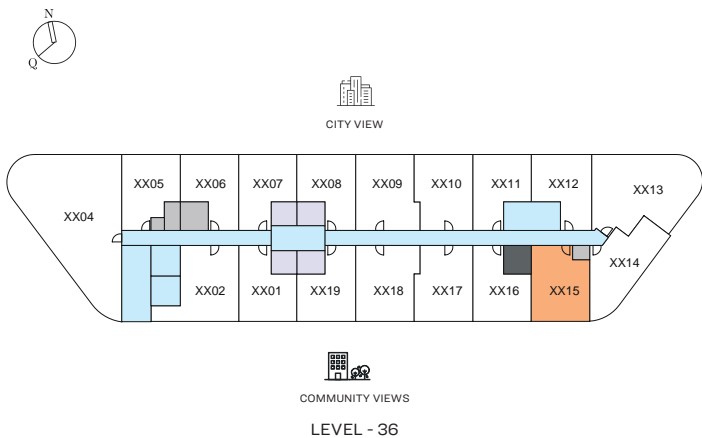 N
Q
CITY VIEW
XX05 XX06 XX07 XX08 XX09 XX10 XX11 XX12 XX13
XX04
XX14
XX02 XX01 XX19 XX18 XX17 XX16 XX15
COMMUNITY VIEWS
LEVEL - 36